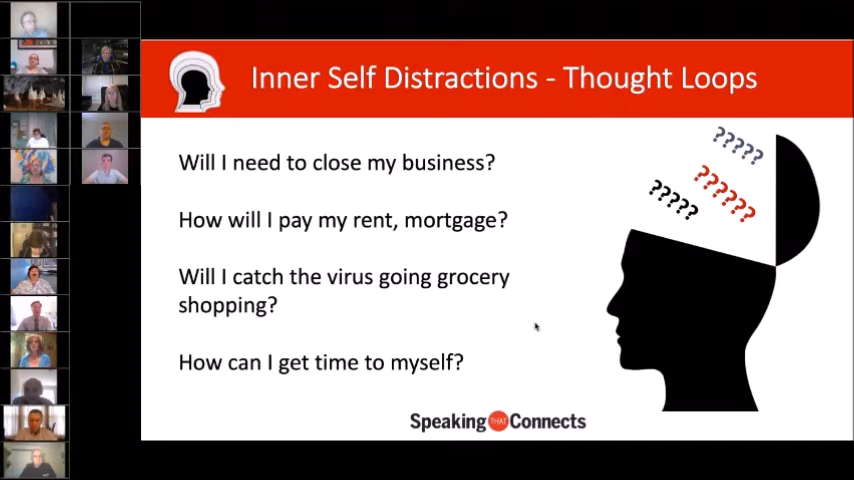 Inner Self Distractions - Thought Loops
Will I need to close my business?
How will I pay my rent, mortgage?
Will I catch the virus going grocery
shopping?
How can I get time to myself?
?????
??????
?????
Speaking THAT Connects